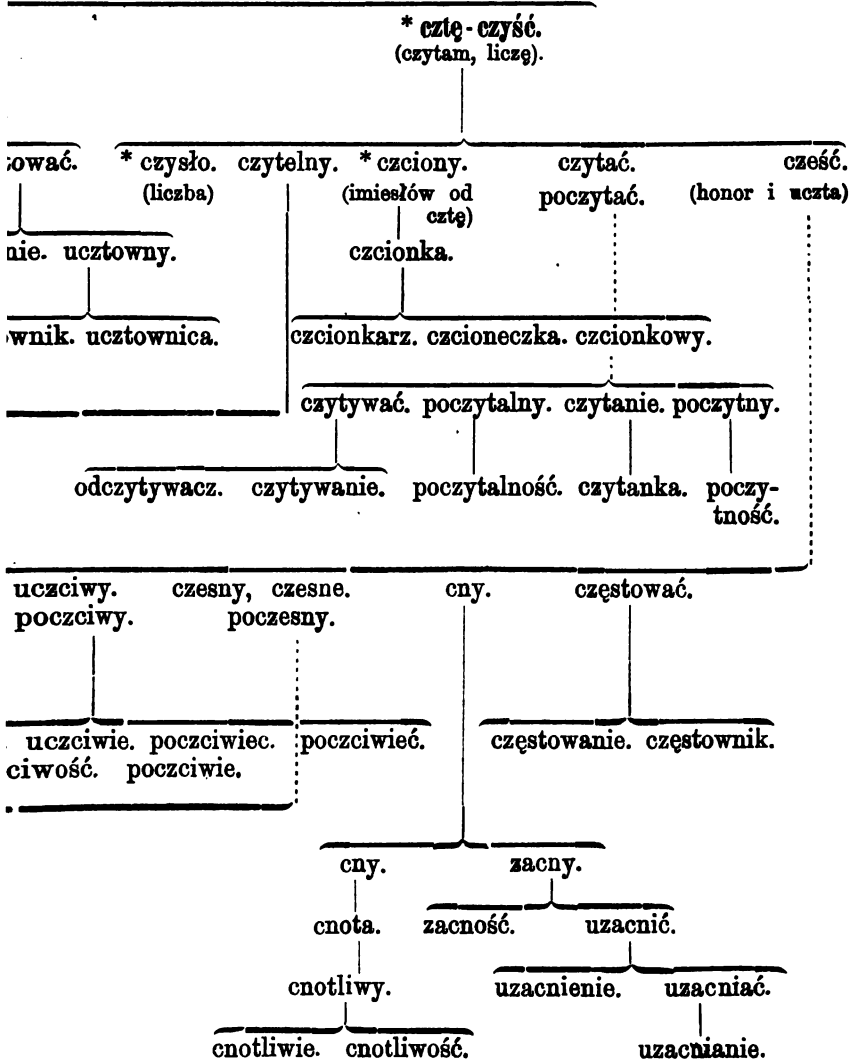 * cztę - czyść.
(czytam, liczę).
tować. * czysło. czytelny. * czciony. czytać. cześć.
(liczba) (imiesłów od cztę) poczytać. (honor i uczta)
nie. ucztowny. czcionka.
wnik. ucztownica. czcionkarz. czcioneczka. czcionkowy.
czytywać. poczytalny. czytanie. poczytny.
odczytywacz. czytywanie. poczytalność. czytanka. poczy-
tność.
uczciwy. czesny, czesne. cny. częstować.
poczciwy. poczesny.
uczciwie. poczciwiec. poczciwieć. częstowanie. częstownik.
ciwość. poczciwie.
cny. zacny.
cnota. zacność. uzacnić.
cnotliwy. uzacnienie. uzacniać.
cnotliwie. cnotliwość. uzacnianie.